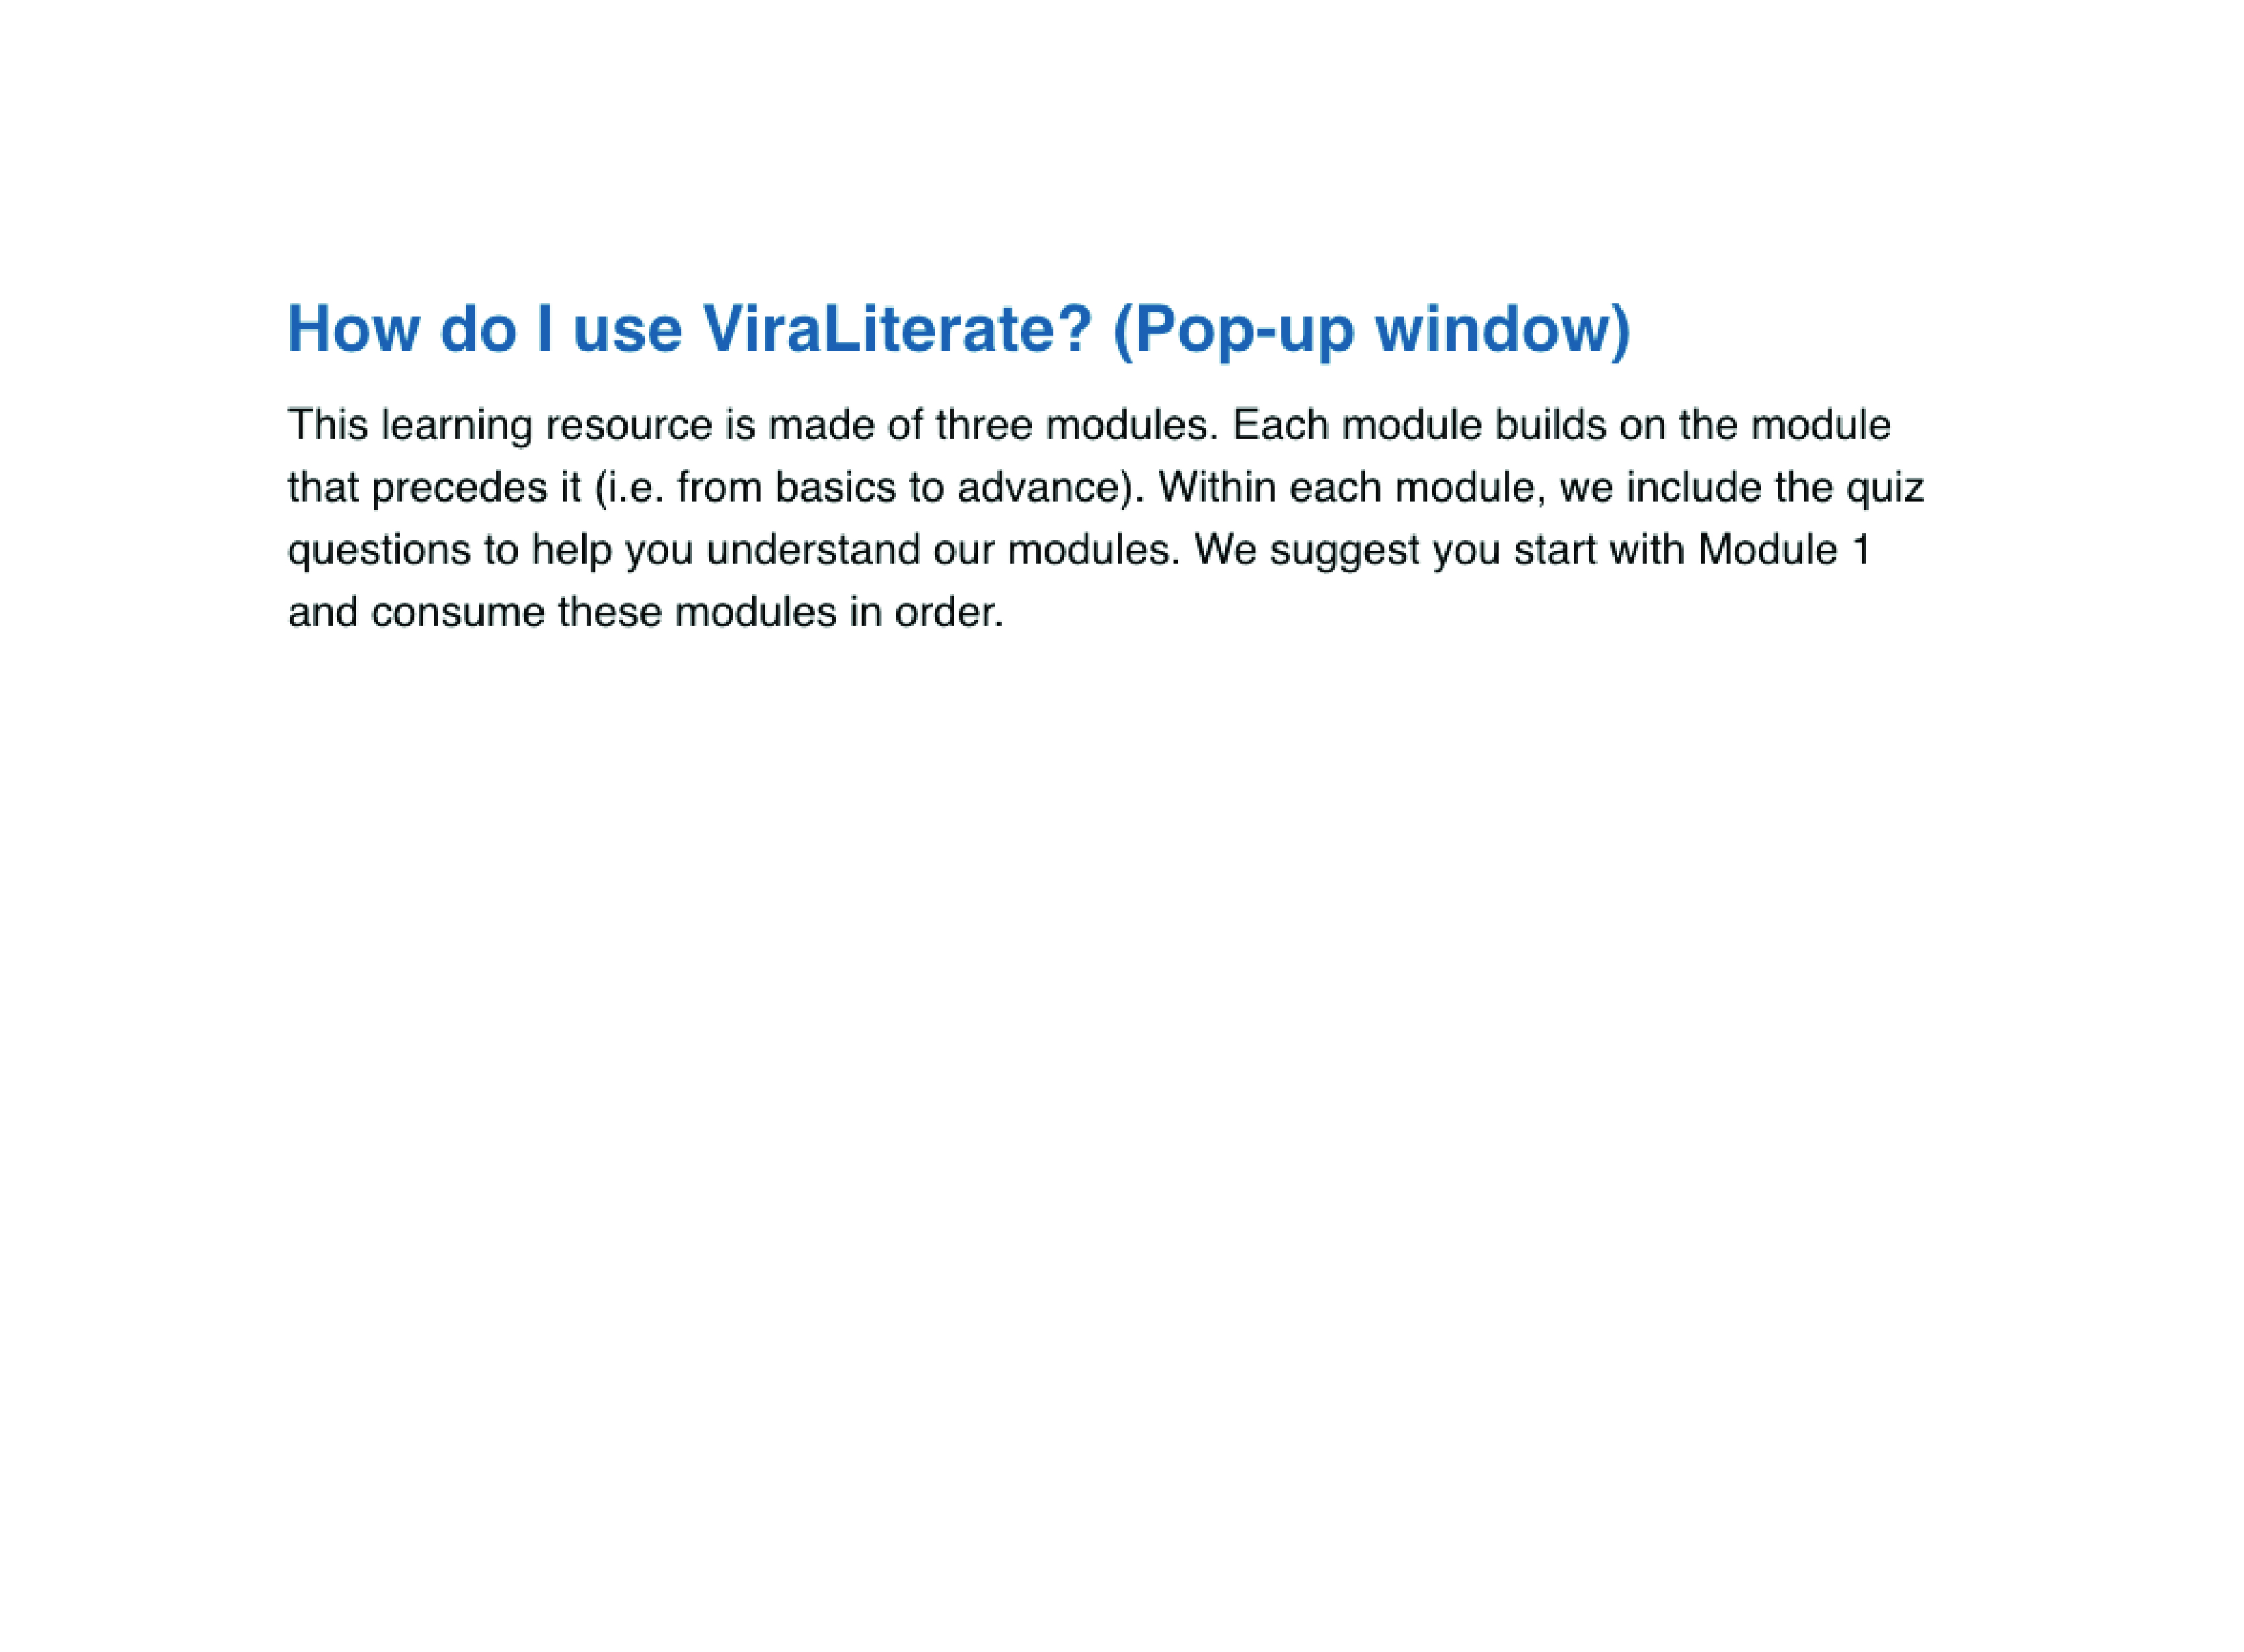 How do I use ViraLiterate? (Pop-up window)
This learning resource is made of three modules. Each module builds on the module
that precedes it (i.e. from basics to advance). Within each module, we include the quiz
questions to help you understand our modules. We suggest you start with Module 1
and consume these modules in order.